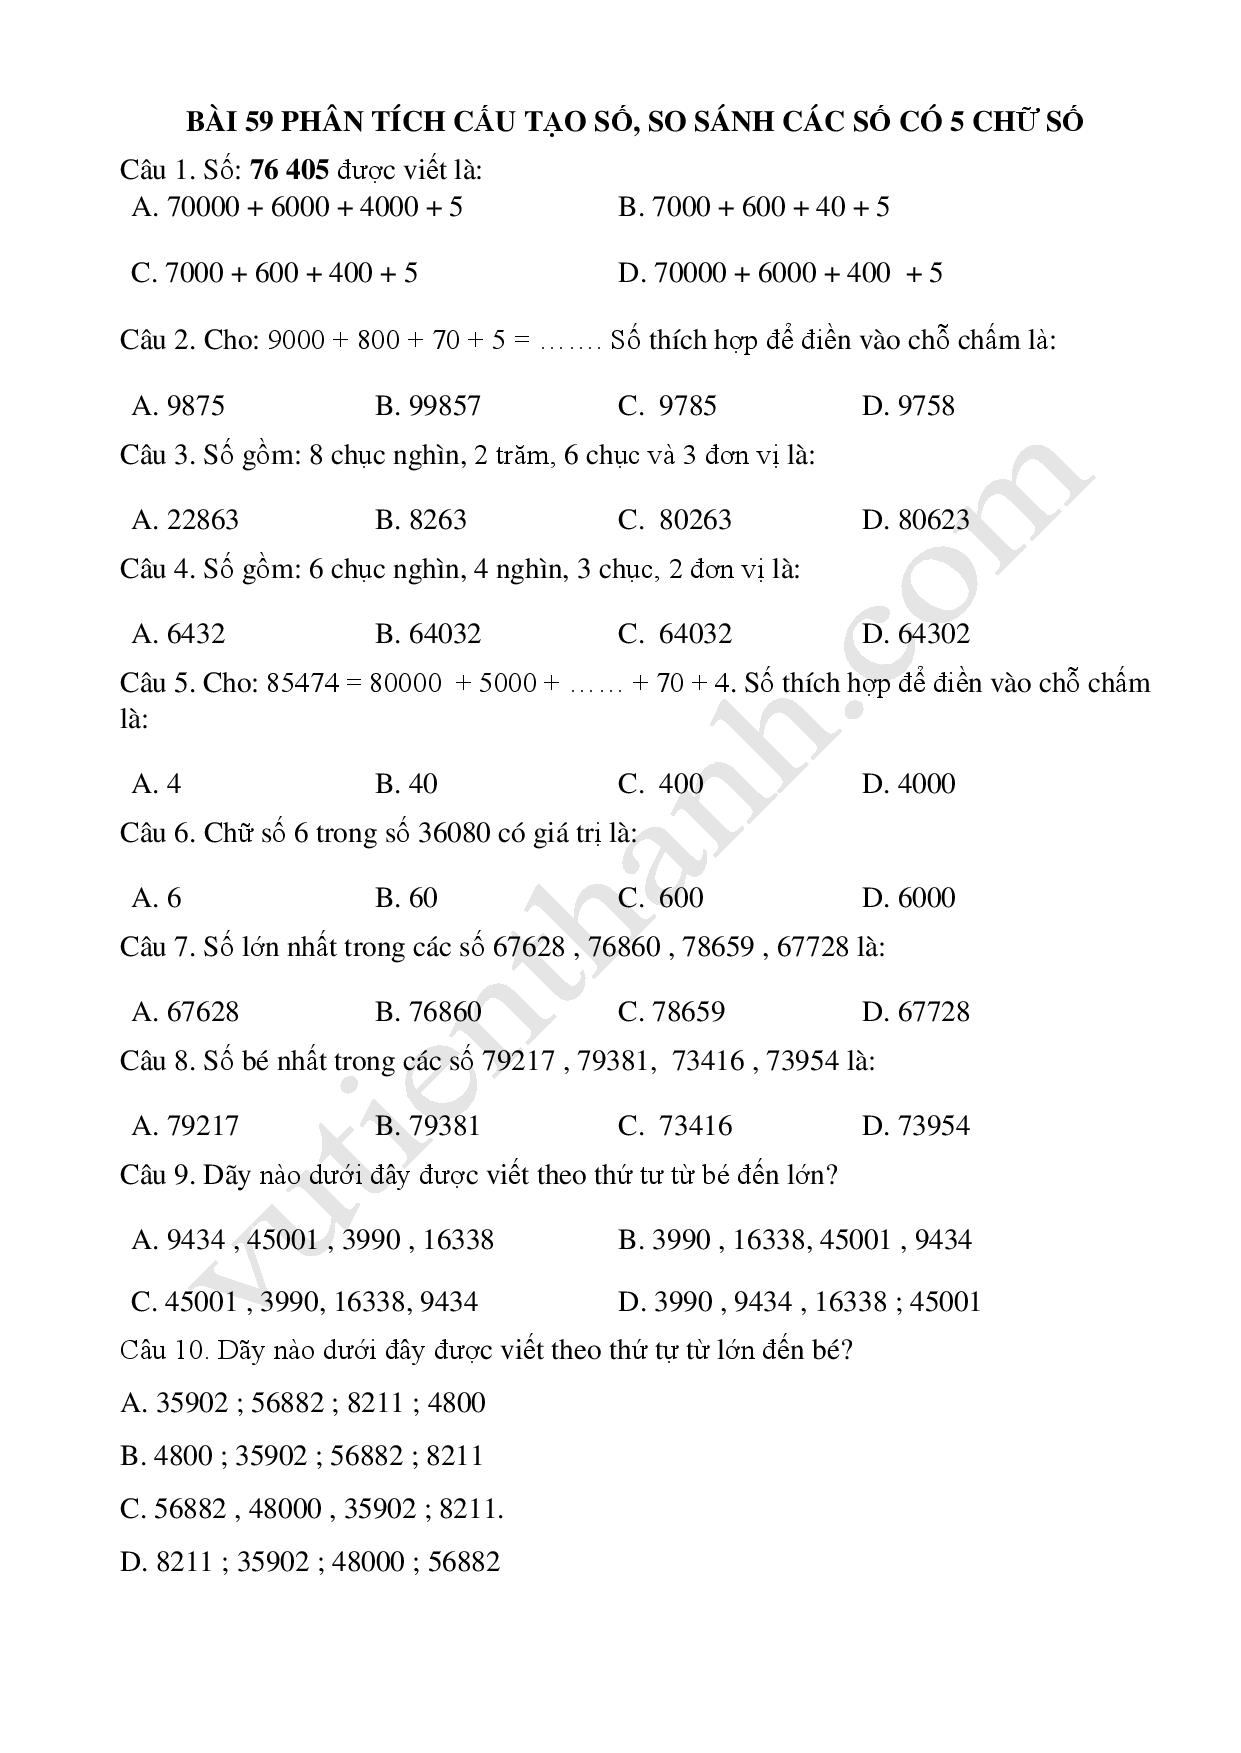 BÀI 59 PHÂN TÍCH CẤU TẠO SỐ, SO SÁNH CÁC SỐ CÓ 5 CHỮ SỐ
Câu 1. Số: 76 405 được viết là:
A. 70000 + 6000 + 4000 + 5 B. 7000 + 600 + 40 + 5
C. 7000 + 600 + 400 + 5 D. 70000 + 6000 + 400 + 5
Câu 2. Cho: 9000 + 800 + 70 + 5 = ……. Số thích hợp để điền vào chỗ chấm là:
A. 9875 B. 99857 C. 9785 D. 9758
Câu 3. Số gồm: 8 chục nghìn, 2 trăm, 6 chục và 3 đơn vị là:
A. 22863 B. 8263 C. 80263 D. 80623
Câu 4. Số gồm: 6 chục nghìn, 4 nghìn, 3 chục, 2 đơn vị là:
A. 6432 B. 64032 C. 64032 D. 64302
Câu 5. Cho: 85474 = 80000 + 5000 + …… + 70 + 4. Số thích hợp để điền vào chỗ chấm
là:
A. 4 B. 40 C. 400 D. 4000
Câu 6. Chữ số 6 trong số 36080 có giá trị là:
A. 6 B. 60 C. 600 D. 6000
Câu 7. Số lớn nhất trong các số 67628 , 76860 , 78659 , 67728 là:
A. 67628 B. 76860 C. 78659 D. 67728
Câu 8. Số bé nhất trong các số 79217 , 79381, 73416 , 73954 là:
A. 79217 B. 79381 C. 73416 D. 73954
Câu 9. Dãy nào dưới đây được viết theo thứ tư từ bé đến lớn?
A. 9434 , 45001 , 3990 , 16338 B. 3990 , 16338, 45001 , 9434
C. 45001 , 3990, 16338, 9434 D. 3990 , 9434 , 16338 ; 45001
Câu 10. Dãy nào dưới đây được viết theo thứ tự từ lớn đến bé?
A. 35902 ; 56882 ; 8211 ; 4800
B. 4800 ; 35902 ; 56882 ; 8211
C. 56882 , 48000 , 35902 ; 8211.
D. 8211 ; 35902 ; 48000 ; 56882
vutienthanh.com